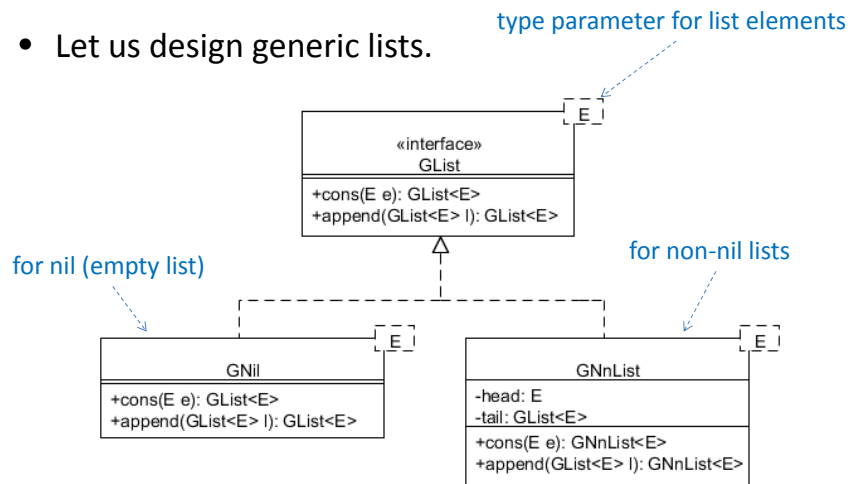 type parameter for list elements
• Let us design generic lists.
E
«interface»
GList
+cons(E e): GList<E>
+append(GList<E> l): GList<E>
for nil (empty list)
for non-nil lists
E
GNil
+cons(E e): GList<E>
+append(GList<E> l): GList<E>
E
GNnList
-head: E
-tail: GList<E>
+cons(E e): GNnList<E>
+append(GList<E> l): GNnList<E>